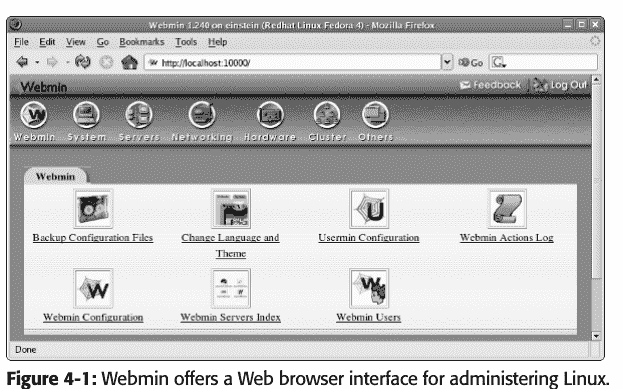 Webmin 1.240 on einstein (Redhat Linux Fedora 4) - Mozilla Firefox
File Edit View Go Bookmarks Tools Help
http://localhost:10000/ Go
Webmin Feedback Log Out
Webmin System Servers Networking Hardware Cluster Others
Webmin
Backup Configuration Files Change Language and Theme Usermin Configuration Webmin Actions Log
Webmin Configuration Webmin Servers Index Webmin Users
Done
Figure 4-1: Webmin offers a Web browser interface for administering Linux.